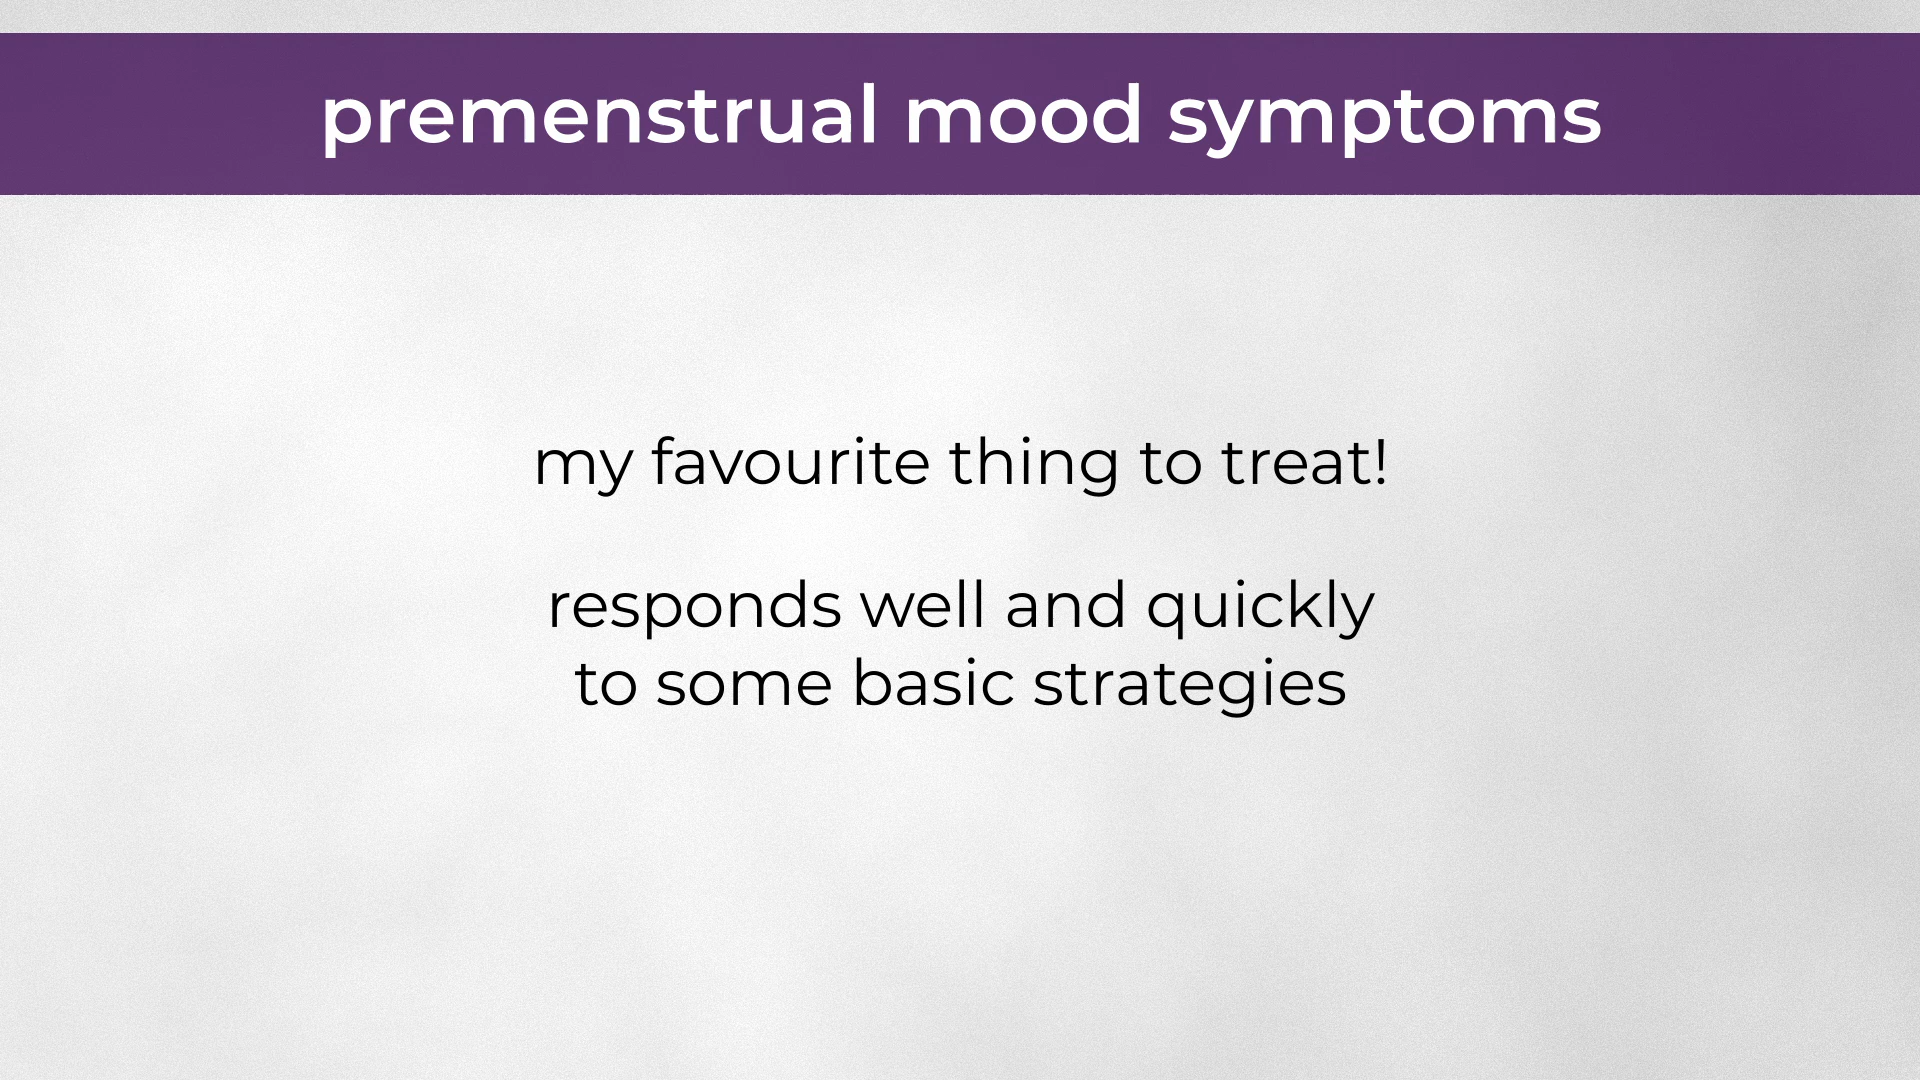 premenstrual mood symptoms
my favourite thing to treat!
responds well and quickly
to some basic strategies